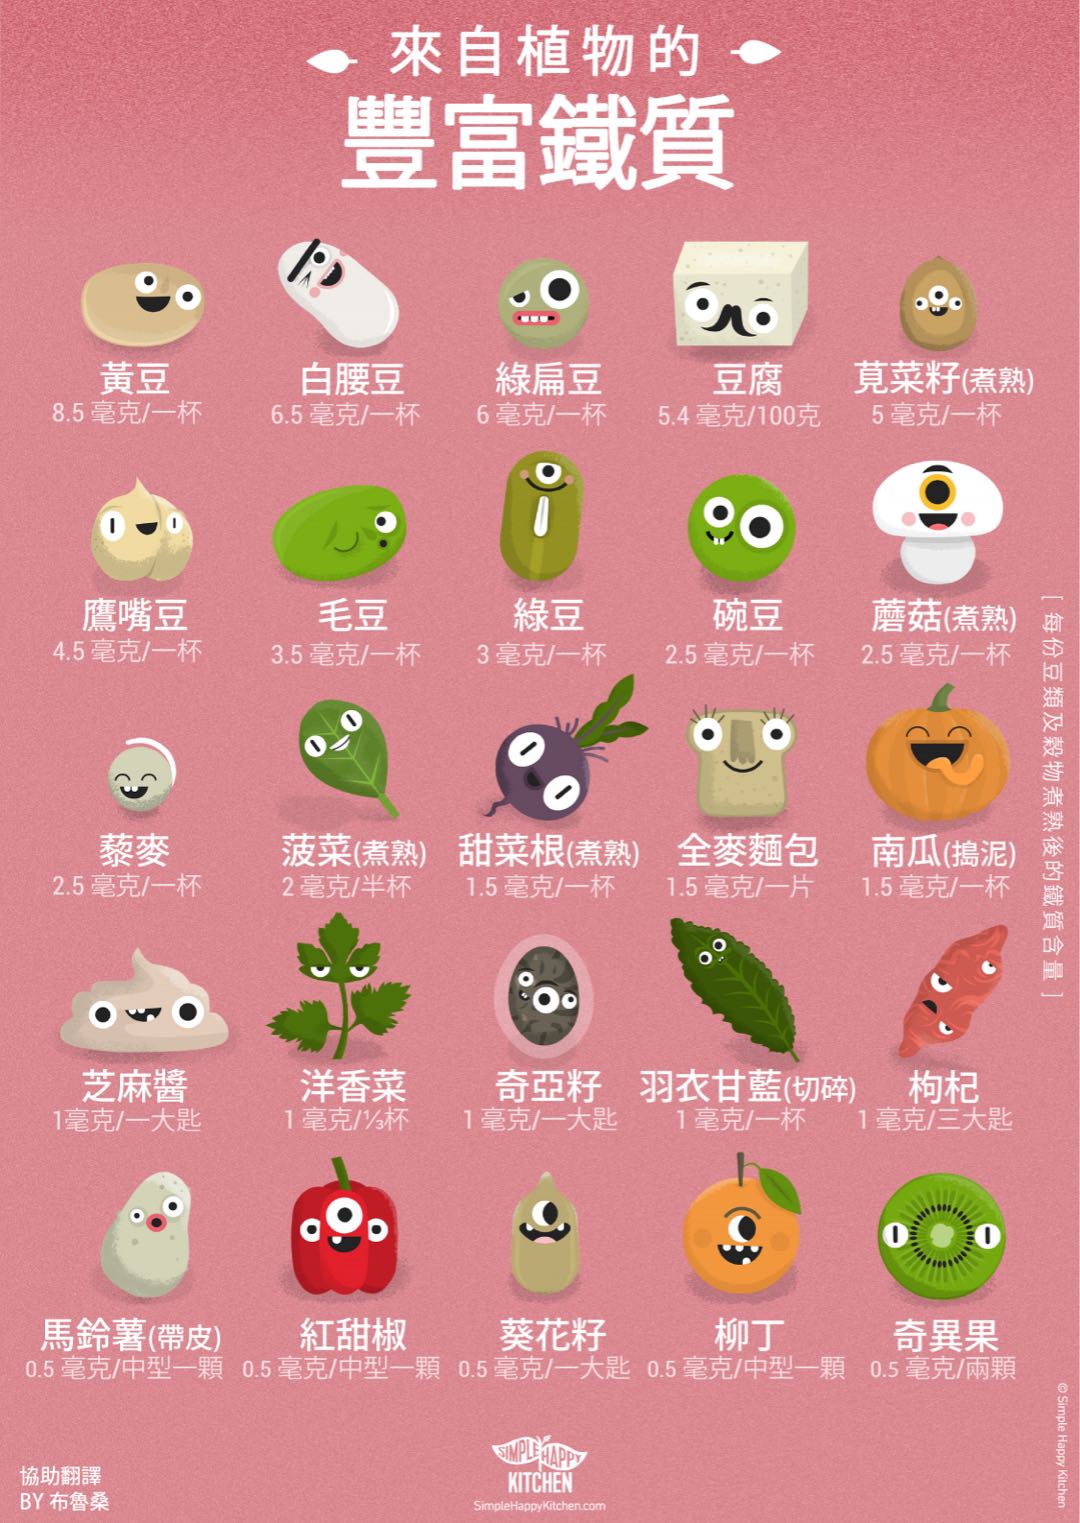 來自植物的
豐富鐵質
黃豆
8.5 毫克/一杯
白腰豆
6.5 毫克/一杯
綠扁豆
6 毫克/一杯
豆腐
5.4 毫克/100克
莧菜籽(煮熟)
5 毫克/一杯
鷹嘴豆
4.5 毫克/一杯
毛豆
3.5 毫克/一杯
綠豆
3 毫克/一杯
碗豆
2.5 毫克/一杯
蘑菇(煮熟)
2.5 毫克/一杯
藜麥
2.5 毫克/一杯
菠菜(煮熟)
2 毫克/半杯
甜菜根(煮熟)
1.5 毫克/一杯
全麥麵包
1.5 毫克/一片
南瓜(搗泥)
1.5 毫克/一杯
芝麻醬
1毫克/一大匙
洋香菜
1 毫克/⅓杯
奇亞籽
1 毫克/一大匙
羽衣甘藍(切碎)
1 毫克/一杯
枸杞
1 毫克/三大匙
馬鈴薯(帶皮)
0.5 毫克/中型一顆
紅甜椒
0.5 毫克/中型一顆
葵花籽
0.5 毫克/一大匙
柳丁
0.5 毫克/中型一顆
奇異果
0.5 毫克/兩顆
[ 每份豆類及穀物煮熟後的鐵質含量 ]
協助翻譯
BY 布魯桑
SIMPLE HAPPY
KITCHEN
SimpleHappyKitchen.com
© Simple Happy Kitchen